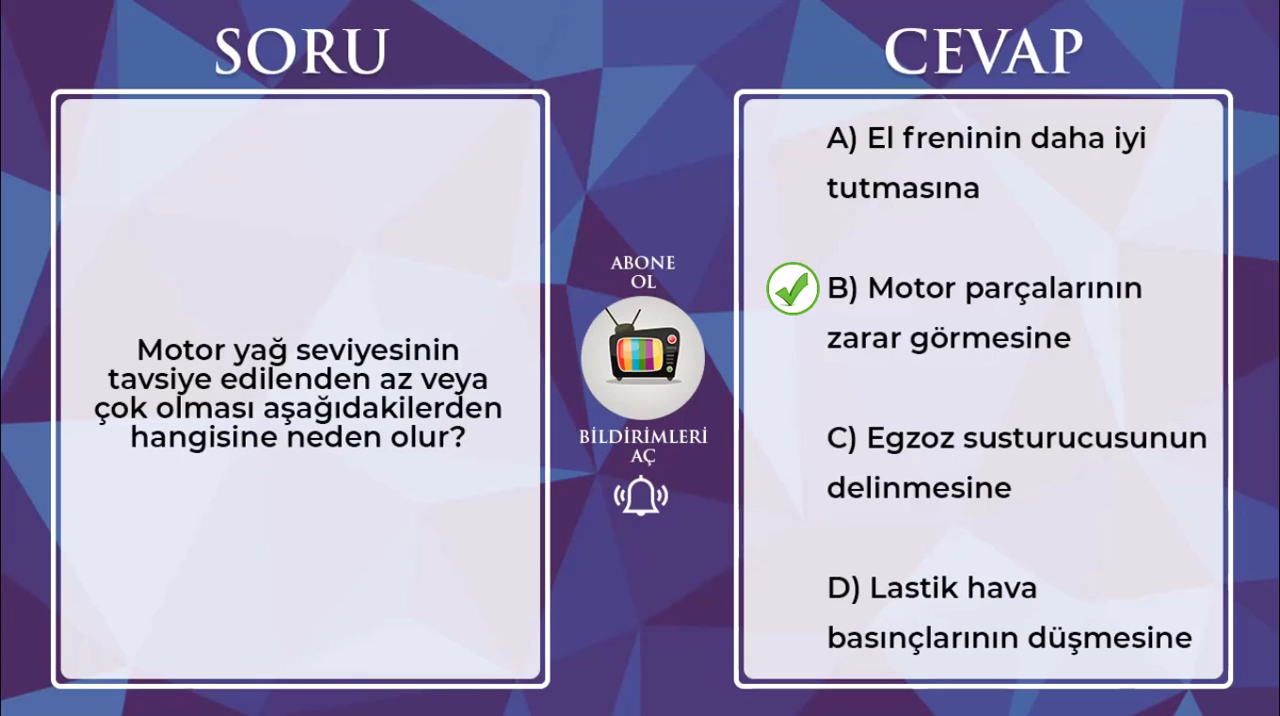 SORU
Motor yağ seviyesinin
tavsiye edilenden az veya
çok olması aşağıdakilerden
hangisine neden olur?
ABONE
OL
BİLDİRİMLERİ
AÇ
CEVAP
A) El freninin daha iyi
tutmasına
B) Motor parçalarının
zarar görmesine
C) Egzoz susturucusunun
delinmesine
D) Lastik hava
basınçlarının düşmesine